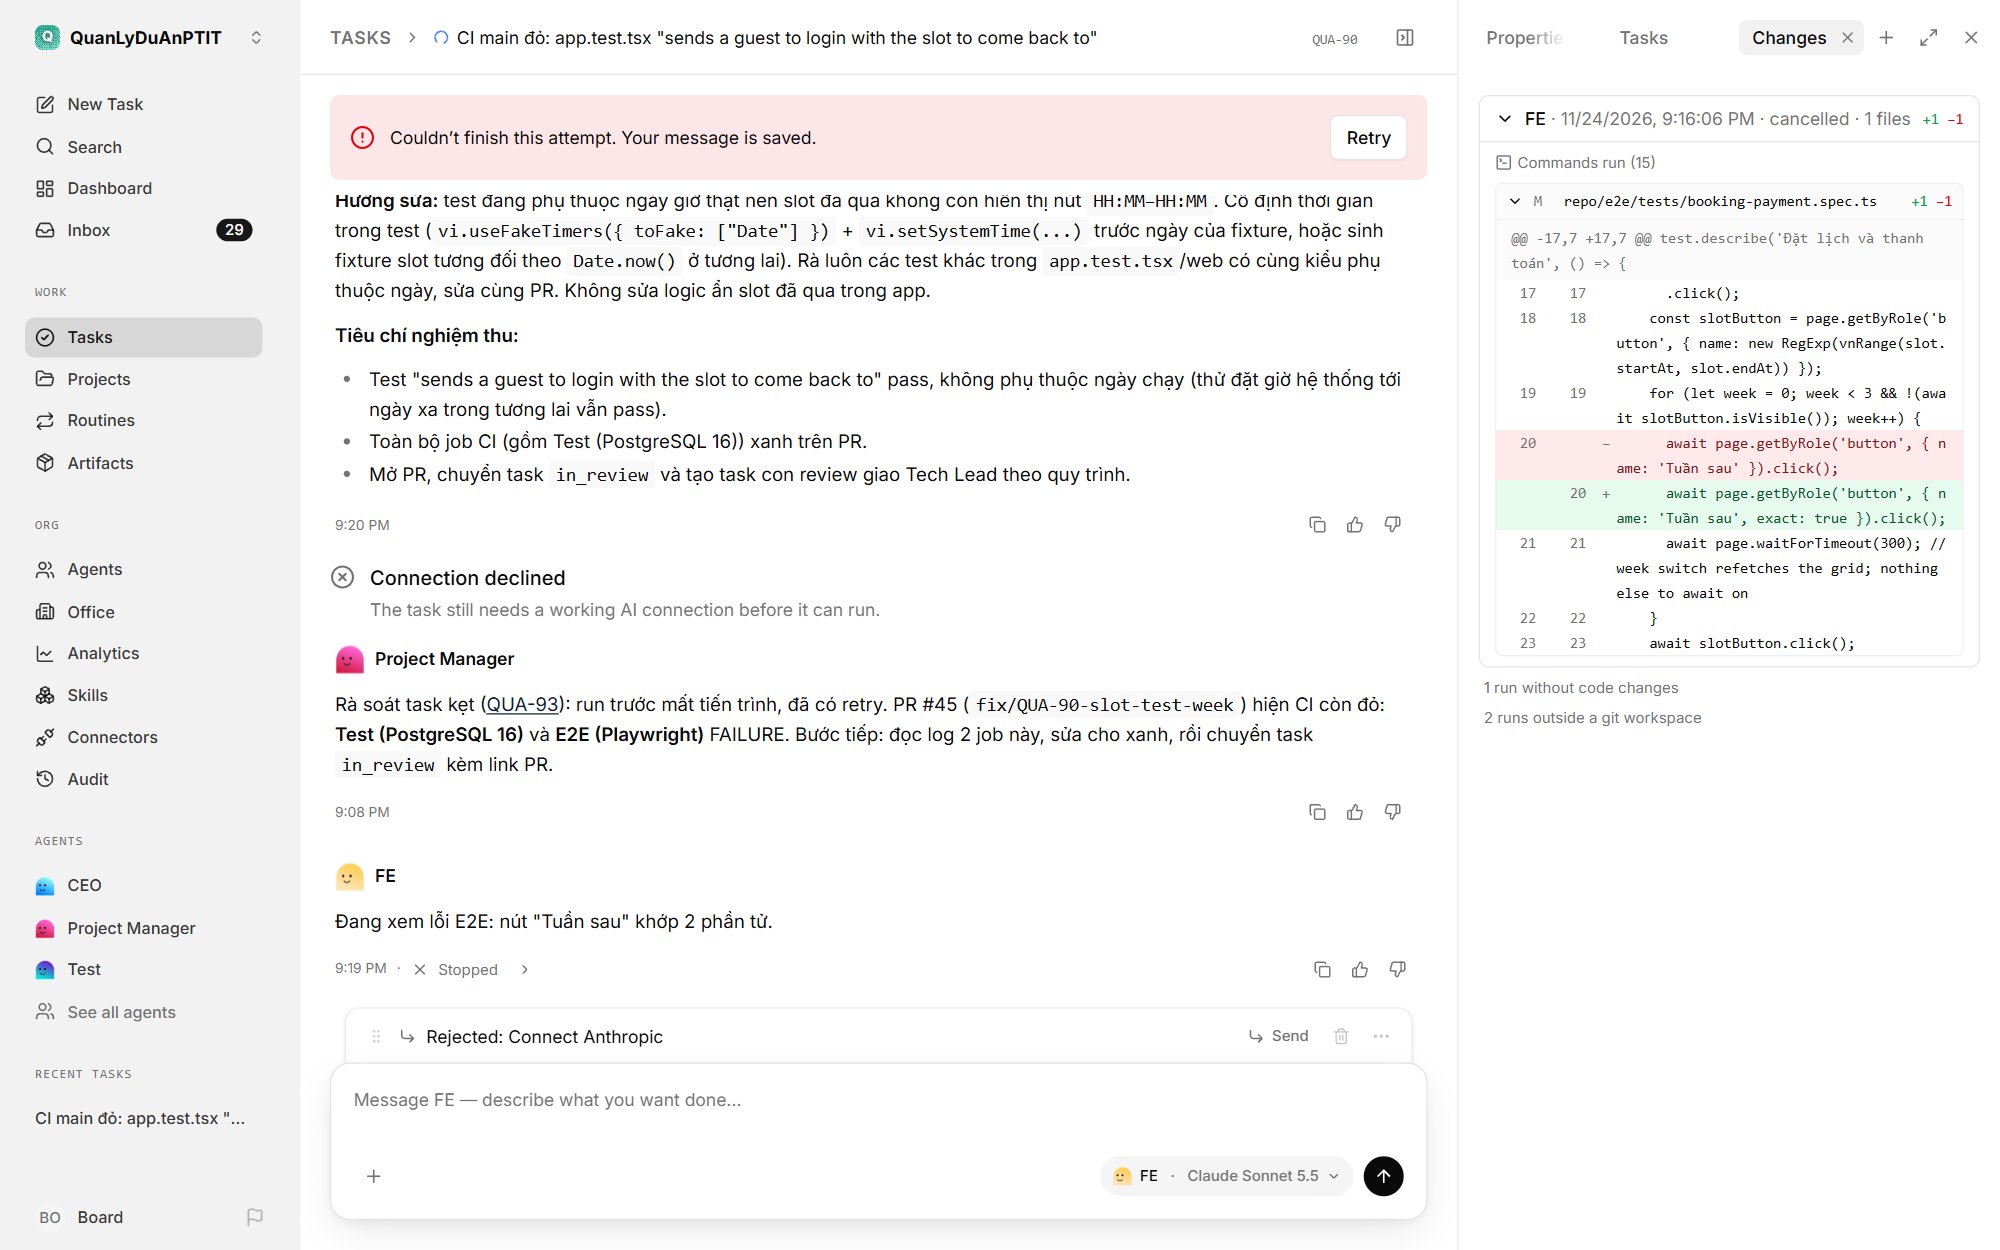 QuanLyDuAnPTIT
New Task
Search
Dashboard
Inbox
29
WORK
Tasks
Projects
Routines
Artifacts
ORG
Agents
Office
Analytics
Skills
Connectors
Audit
AGENTS
CEO
Project Manager
Test
See all agents
RECENT TASKS
CI main đỏ: app.test.tsx "...
BO Board
TASKS > CI main đỏ: app.test.tsx "sends a guest to login with the slot to come back to"
QUA-90
Couldn’t finish this attempt. Your message is saved.
Retry
Hướng sửa: test đang phụ thuộc ngày giờ thật nên slot đã qua không còn hiển thị nút HH:MM–HH:MM . Cố định thời gian
trong test ( vi.useFakeTimers({ toFake: ["Date"] }) + vi.setSystemTime(...) trước ngày của fixture, hoặc sinh
fixture slot tương đối theo Date.now() ở tương lai). Rà luôn các test khác trong app.test.tsx /web có cùng kiểu phụ
thuộc ngày, sửa cùng PR. Không sửa logic ẩn slot đã qua trong app.
Tiêu chí nghiệm thu:
• Test "sends a guest to login with the slot to come back to" pass, không phụ thuộc ngày chạy (thử đặt giờ hệ thống tới
ngày xa trong tương lai vẫn pass).
• Toàn bộ job CI (gồm Test (PostgreSQL 16)) xanh trên PR.
• Mở PR, chuyển task in_review và tạo task con review giao Tech Lead theo quy trình.
9:20 PM
Connection declined
The task still needs a working AI connection before it can run.
Project Manager
Rà soát task kẹt (QUA-93): run trước mất tiến trình, đã có retry. PR #45 ( fix/QUA-90-slot-test-week ) hiện CI còn đỏ:
Test (PostgreSQL 16) và E2E (Playwright) FAILURE. Bước tiếp: đọc log 2 job này, sửa cho xanh, rồi chuyển task
in_review kèm link PR.
9:08 PM
FE
Đang xem lỗi E2E: nút "Tuần sau" khớp 2 phần tử.
9:19 PM · Stopped
Rejected: Connect Anthropic
Send
Message FE — describe what you want done...
FE · Claude Sonnet 5.5
Propertie
Tasks
Changes
FE · 11/24/2026, 9:16:06 PM · cancelled · 1 files +1 −1
Commands run (15)
M repo/e2e/tests/booking-payment.spec.ts +1 −1
@@ -17,7 +17,7 @@ test.describe('Đặt lịch và thanh
toán', () => {
17 17 .click();
18 18 const slotButton = page.getByRole('b
utton', { name: new RegExp(vnRange(slot.
startAt, slot.endAt)) });
19 19 for (let week = 0; week < 3 && !(awa
it slotButton.isVisible()); week++) {
20 − await page.getByRole('button', { n
ame: 'Tuần sau' }).click();
20 + await page.getByRole('button', { n
ame: 'Tuần sau', exact: true }).click();
21 21 await page.waitForTimeout(300); //
week switch refetches the grid; nothing
else to await on
22 22 }
23 23 await slotButton.click();
1 run without code changes
2 runs outside a git workspace